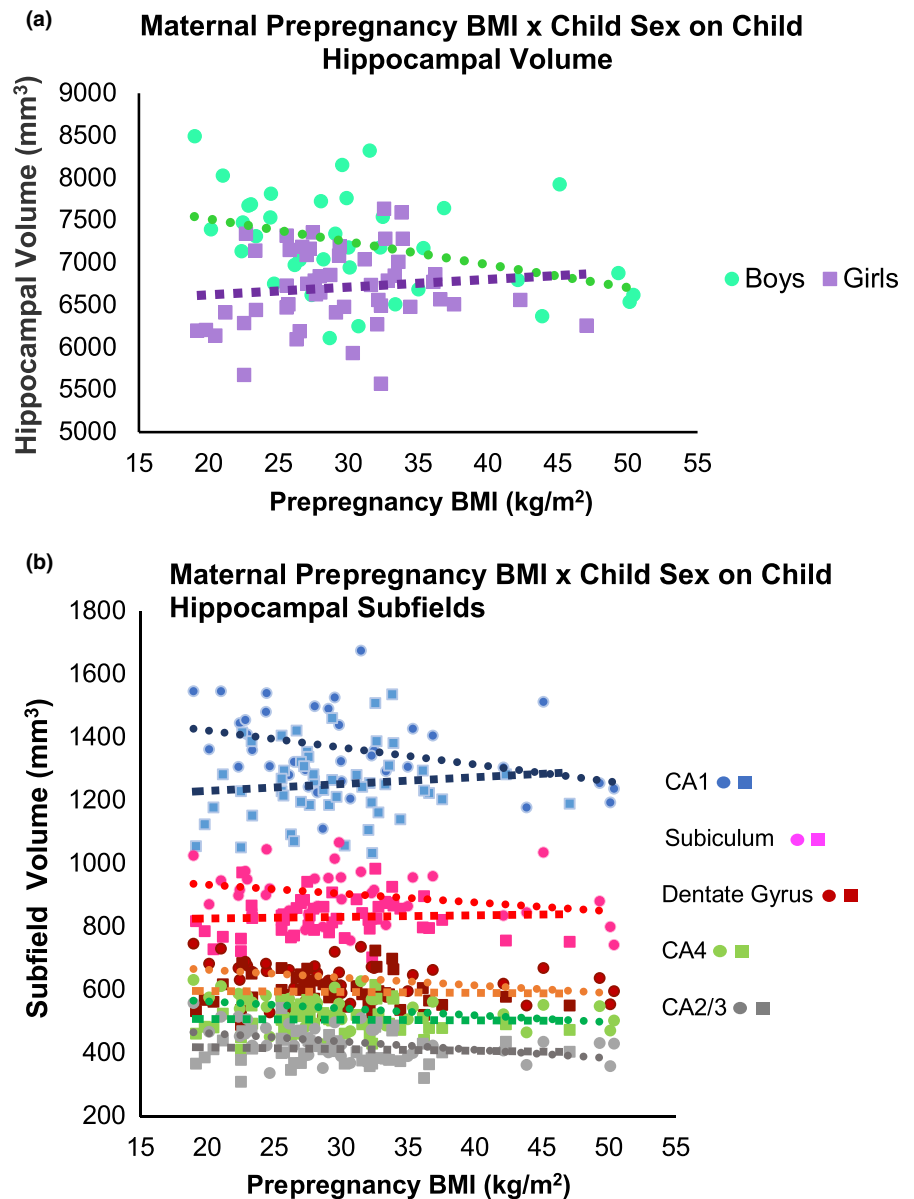 (a)
Maternal Prepregnancy BMI x Child Sex on Child
Hippocampal Volume
Hippocampal Volume (mm³)
9000
8500
8000
7500
7000
6500
6000
5500
5000
15 20 25 30 35 40 45 50 55
Prepregnancy BMI (kg/m²)
Boys Girls
(b)
Maternal Prepregnancy BMI x Child Sex on Child
Hippocampal Subfields
Subfield Volume (mm³)
1800
1600
1400
1200
1000
800
600
400
200
15 20 25 30 35 40 45 50 55
Prepregnancy BMI (kg/m²)
CA1
Subiculum
Dentate Gyrus
CA4
CA2/3